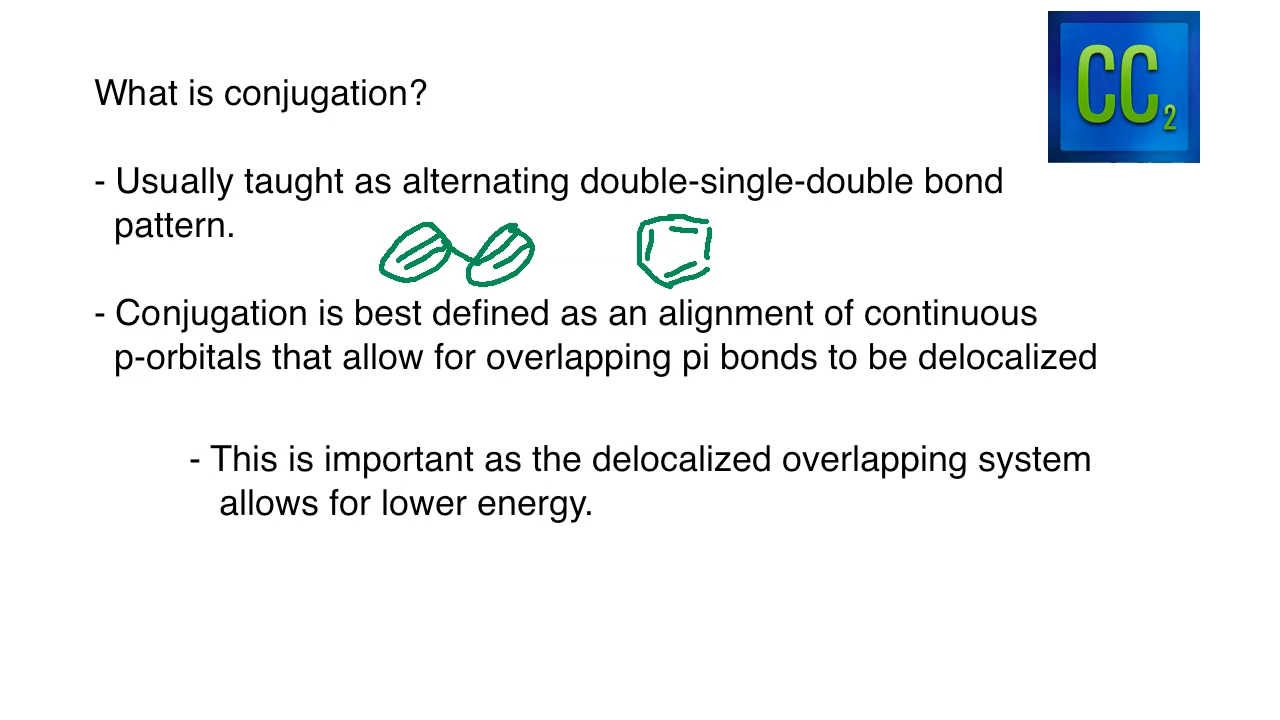 CC2
What is conjugation?
- Usually taught as alternating double-single-double bond
pattern.
- Conjugation is best defined as an alignment of continuous
p-orbitals that allow for overlapping pi bonds to be delocalized
- This is important as the delocalized overlapping system
allows for lower energy.